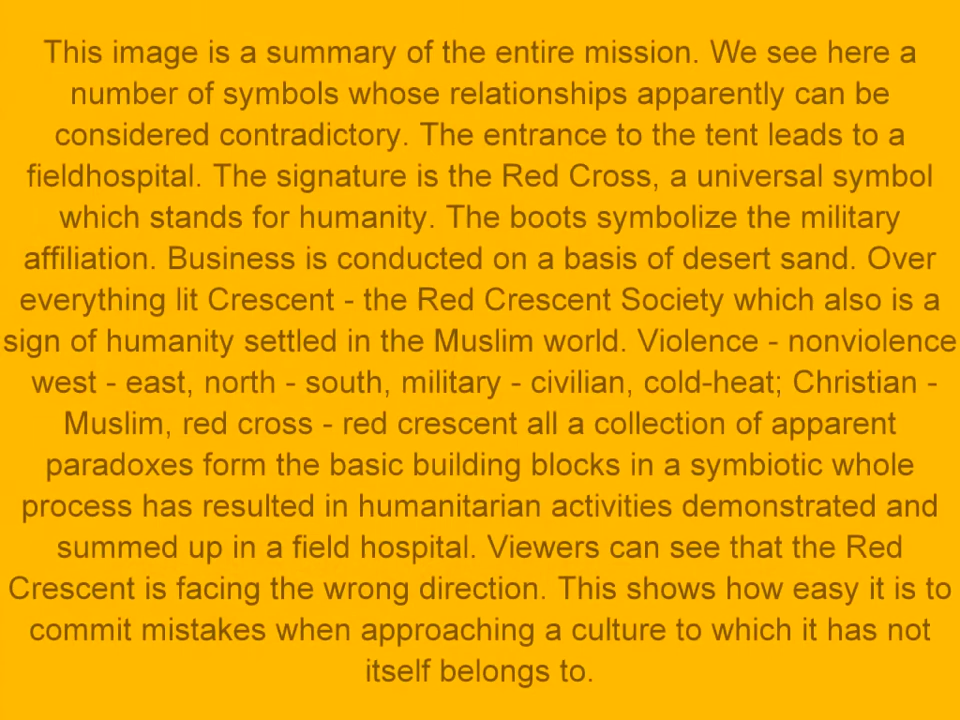 This image is a summary of the entire mission. We see here a
number of symbols whose relationships apparently can be
considered contradictory. The entrance to the tent leads to a
fieldhospital. The signature is the Red Cross, a universal symbol
which stands for humanity. The boots symbolize the military
affiliation. Business is conducted on a basis of desert sand. Over
everything lit Crescent - the Red Crescent Society which also is a
sign of humanity settled in the Muslim world. Violence - nonviolence
west - east, north - south, military - civilian, cold-heat; Christian -
Muslim, red cross - red crescent all a collection of apparent
paradoxes form the basic building blocks in a symbiotic whole
process has resulted in humanitarian activities demonstrated and
summed up in a field hospital. Viewers can see that the Red
Crescent is facing the wrong direction. This shows how easy it is to
commit mistakes when approaching a culture to which it has not
itself belongs to.